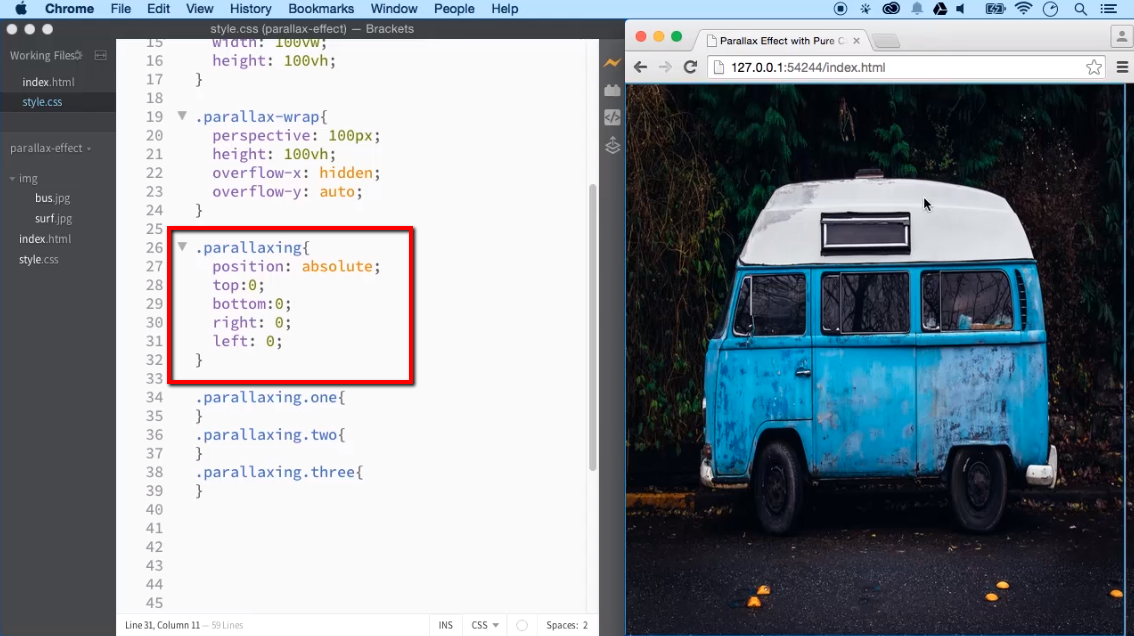 Chrome File Edit View History Bookmarks Window People Help
style.css (parallax-effect) — Brackets
Working Files
index.html
style.css
parallax-effect
img
bus.jpg
surf.jpg
index.html
style.css
15 width: 100vw;
16 height: 100vh;
17 }
18
19 .parallax-wrap{
20 perspective: 100px;
21 height: 100vh;
22 overflow-x: hidden;
23 overflow-y: auto;
24 }
25
26 .parallaxing{
27 position: absolute;
28 top:0;
29 bottom:0;
30 right: 0;
31 left: 0;
32 }
33
34 .parallaxing.one{
35 }
36 .parallaxing.two{
37 }
38 .parallaxing.three{
39 }
40
41
42
43
44
45
Line 31, Column 11 — 59 Lines INS CSS Spaces: 2
Parallax Effect with Pure C
127.0.0.1:54244/index.html